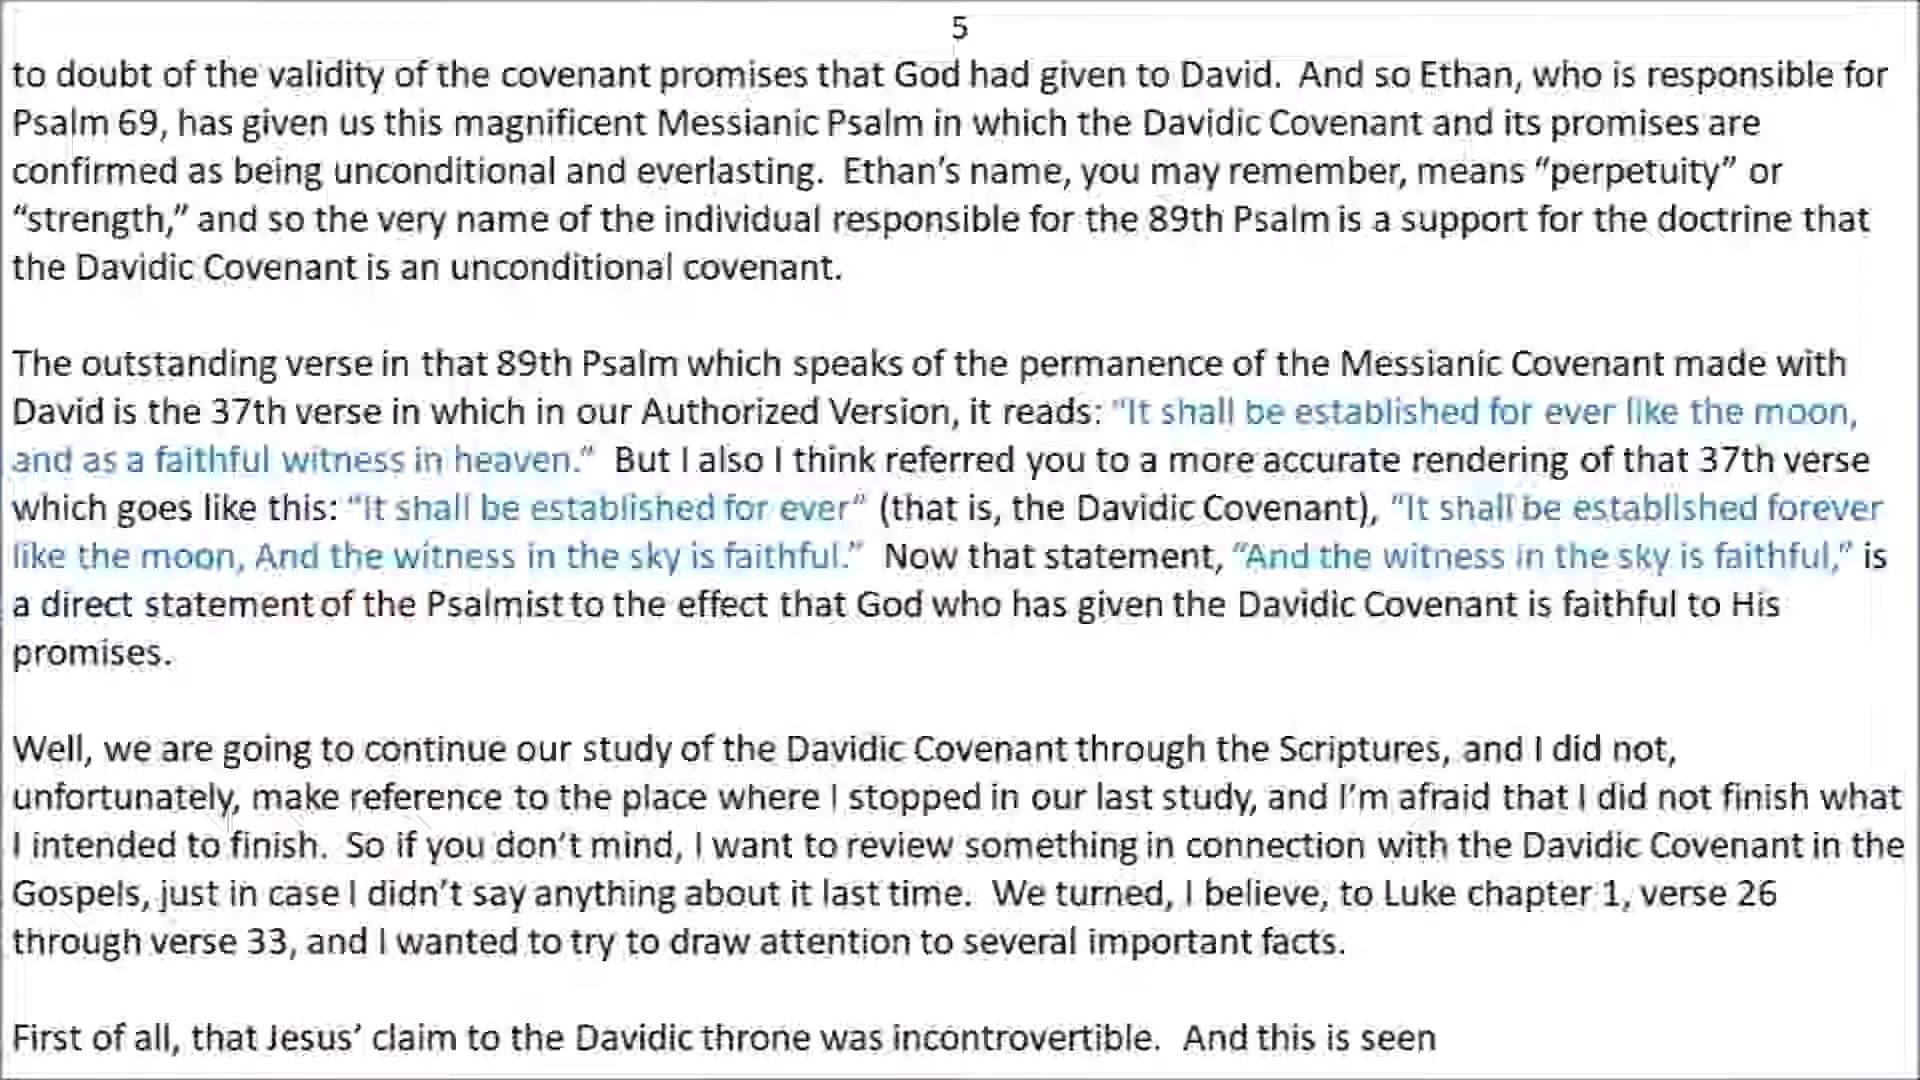 5
to doubt of the validity of the covenant promises that God had given to David.  And so Ethan, who is responsible for
Psalm 69, has given us this magnificent Messianic Psalm in which the Davidic Covenant and its promises are
confirmed as being unconditional and everlasting.  Ethan’s name, you may remember, means “perpetuity” or
“strength,” and so the very name of the individual responsible for the 89th Psalm is a support for the doctrine that
the Davidic Covenant is an unconditional covenant.
The outstanding verse in that 89th Psalm which speaks of the permanence of the Messianic Covenant made with
David is the 37th verse in which in our Authorized Version, it reads: “It shall be established for ever like the moon,
and as a faithful witness in heaven.”  But I also I think referred you to a more accurate rendering of that 37th verse
which goes like this: “It shall be established for ever” (that is, the Davidic Covenant), “It shall be established forever
like the moon, And the witness in the sky is faithful.”  Now that statement, “And the witness in the sky is faithful,” is
a direct statement of the Psalmist to the effect that God who has given the Davidic Covenant is faithful to His
promises.
Well, we are going to continue our study of the Davidic Covenant through the Scriptures, and I did not,
unfortunately, make reference to the place where I stopped in our last study, and I’m afraid that I did not finish what
I intended to finish.  So if you don’t mind, I want to review something in connection with the Davidic Covenant in the
Gospels, just in case I didn’t say anything about it last time.  We turned, I believe, to Luke chapter 1, verse 26
through verse 33, and I wanted to try to draw attention to several important facts.
First of all, that Jesus’ claim to the Davidic throne was incontrovertible.  And this is seen